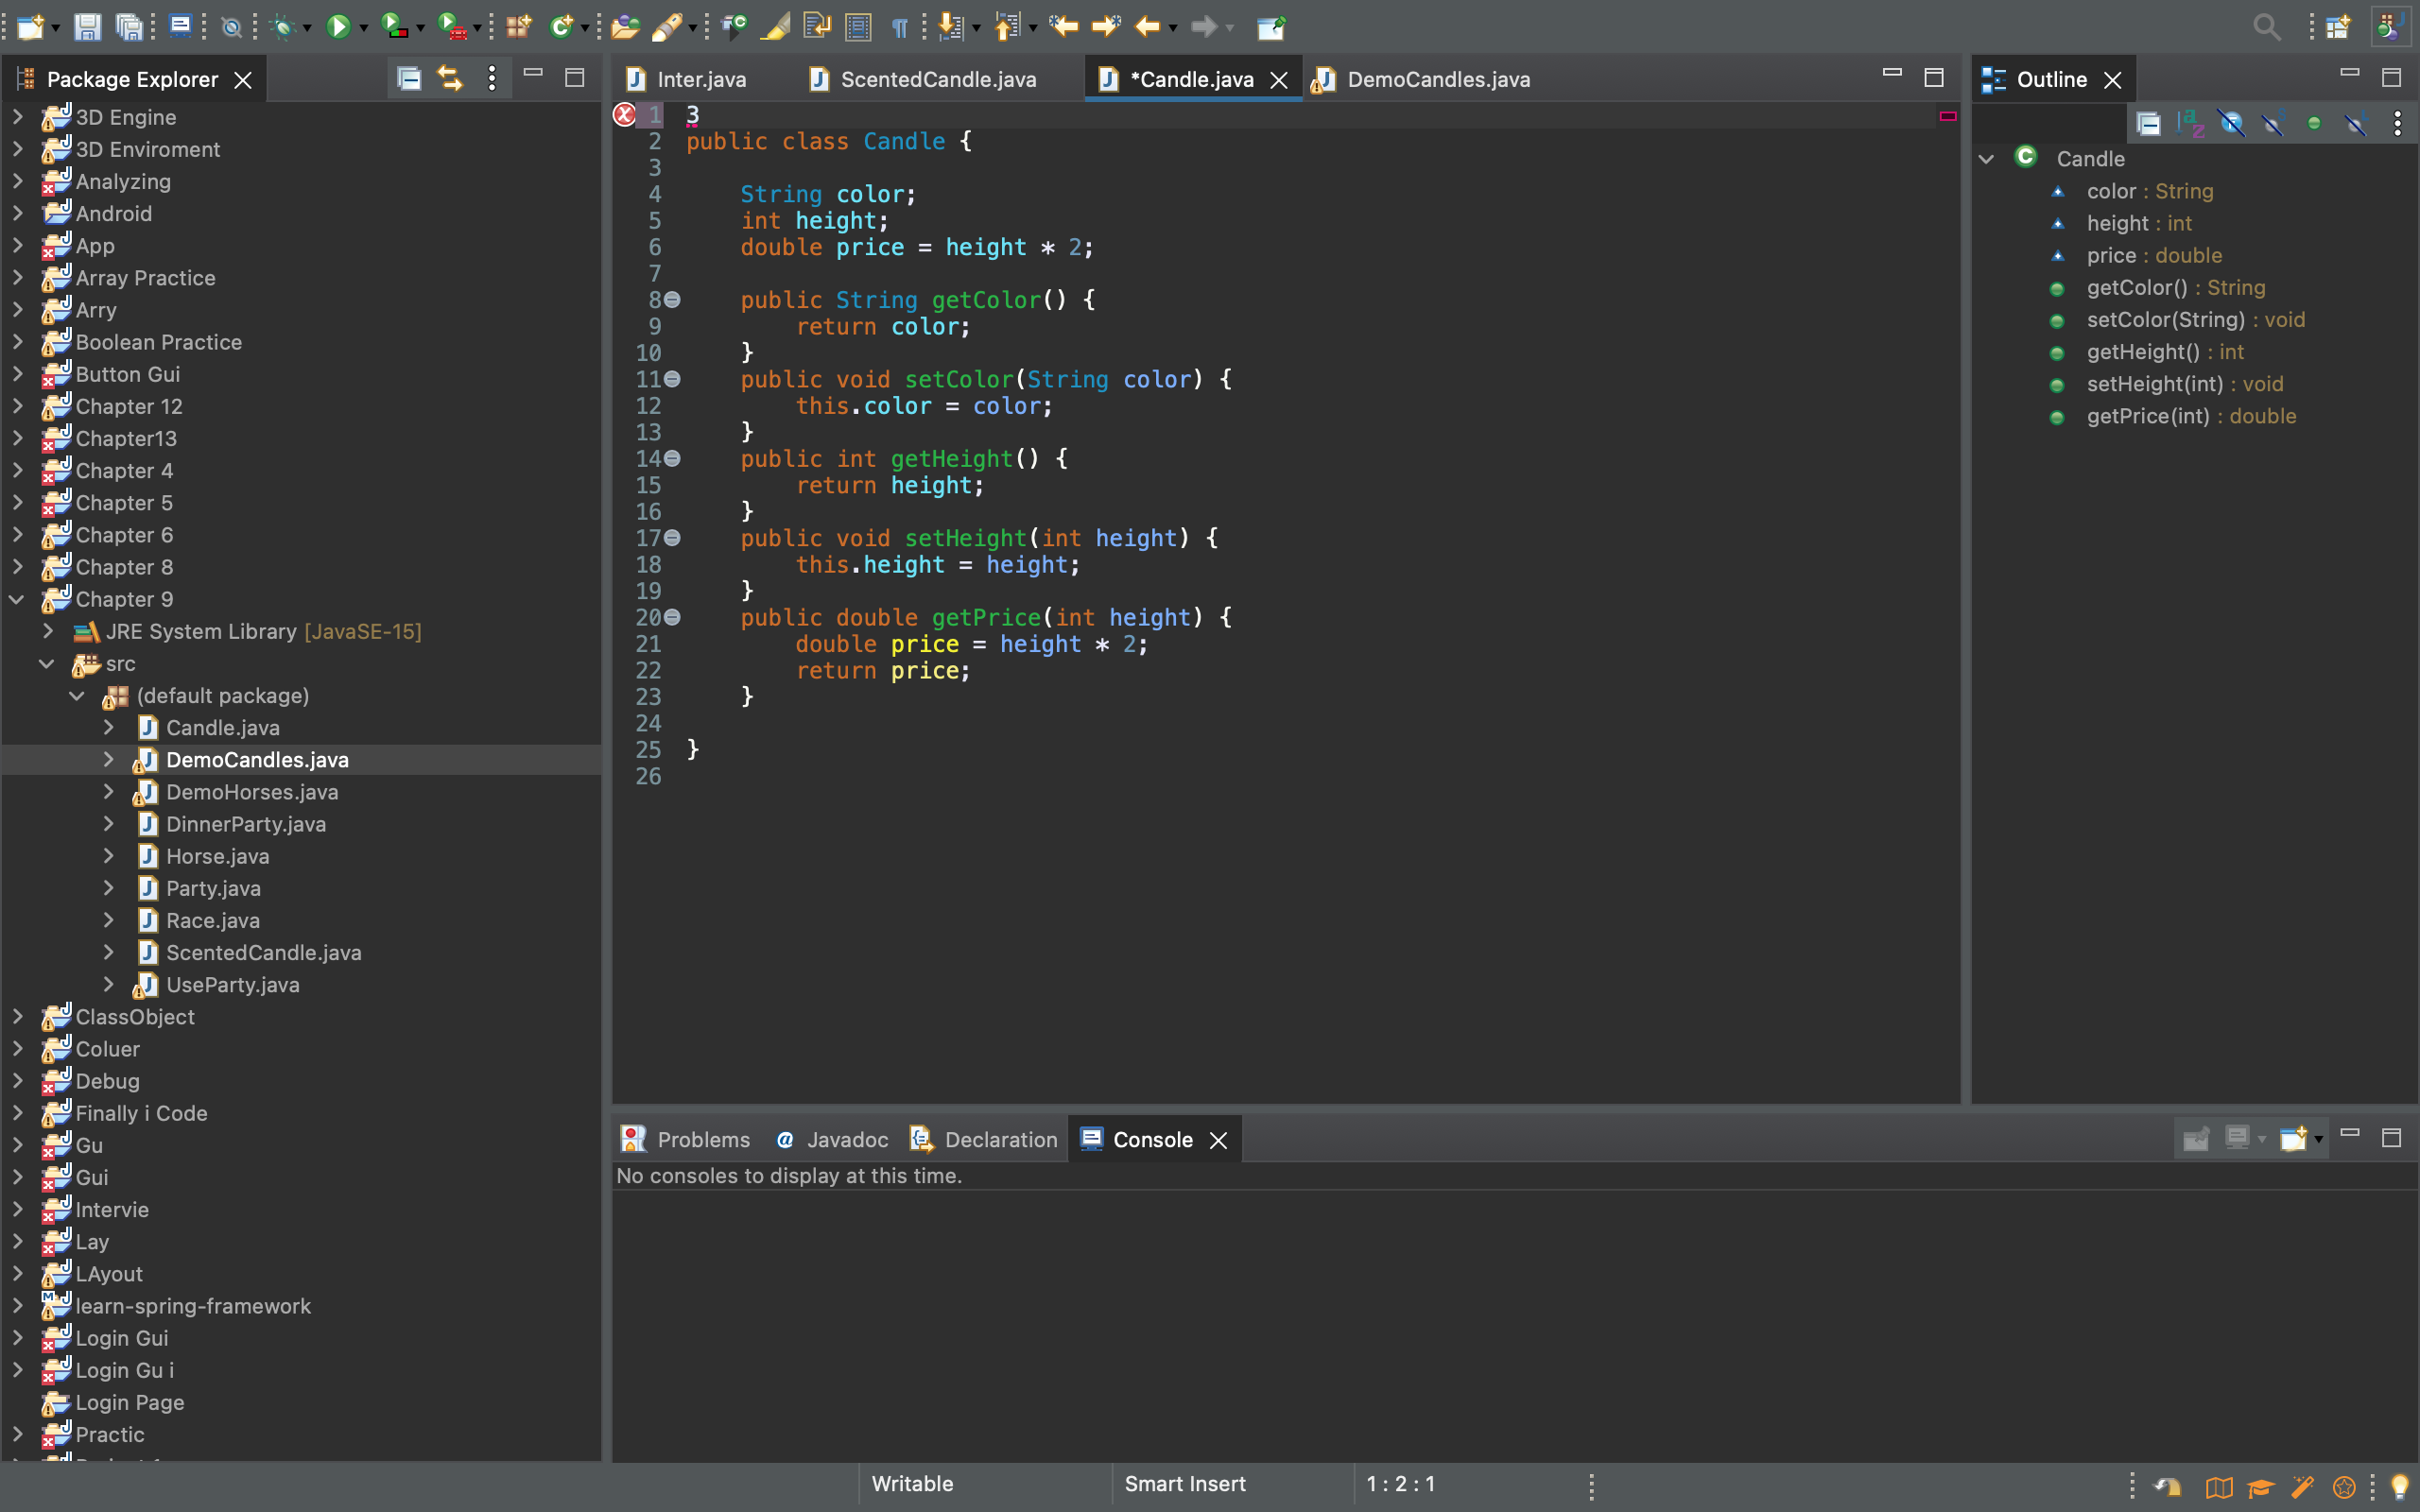 Package Explorer
3D Engine
3D Enviroment
Analyzing
Android
App
Array Practice
Arry
Boolean Practice
Button Gui
Chapter 12
Chapter13
Chapter 4
Chapter 5
Chapter 6
Chapter 8
Chapter 9
JRE System Library [JavaSE-15]
src
(default package)
Candle.java
DemoCandles.java
DemoHorses.java
DinnerParty.java
Horse.java
Party.java
Race.java
ScentedCandle.java
UseParty.java
ClassObject
Coluer
Debug
Finally i Code
Gu
Gui
Intervie
Lay
LAyout
learn-spring-framework
Login Gui
Login Gu i
Login Page
Practic
Inter.java ScentedCandle.java *Candle.java DemoCandles.java
1 3
2 public class Candle {
3
4 String color;
5 int height;
6 double price = height * 2;
7
8 public String getColor() {
9 return color;
10 }
11 public void setColor(String color) {
12 this.color = color;
13 }
14 public int getHeight() {
15 return height;
16 }
17 public void setHeight(int height) {
18 this.height = height;
19 }
20 public double getPrice(int height) {
21 double price = height * 2;
22 return price;
23 }
24
25 }
26
Outline
Candle
color : String
height : int
price : double
getColor() : String
setColor(String) : void
getHeight() : int
setHeight(int) : void
getPrice(int) : double
Problems @ Javadoc Declaration Console
No consoles to display at this time.
Writable Smart Insert 1 : 2 : 1